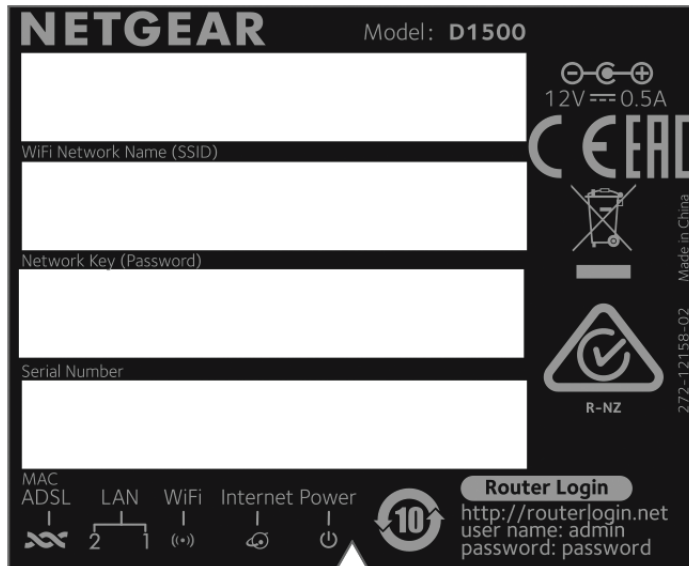 NETGEAR Model: D1500
12V 0.5A
CE EAC
WiFi Network Name (SSID)
Network Key (Password)
Made in China
272-12158-02
Serial Number
R-NZ
MAC
ADSL LAN WiFi Internet Power
2 1
10
Router Login
http://routerlogin.net
user name: admin
password: password